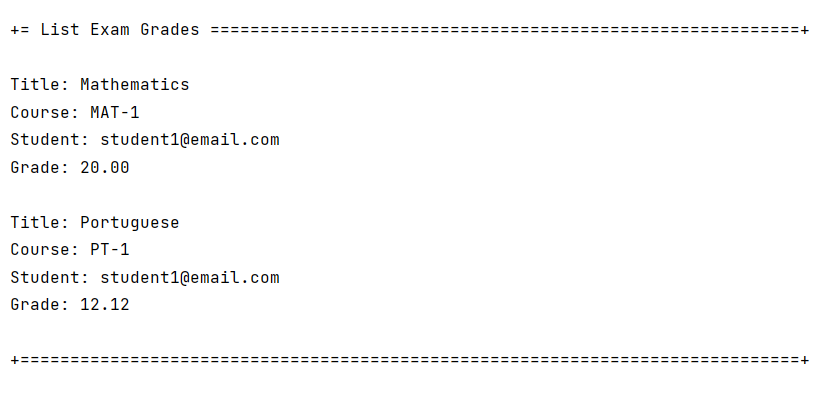 += List Exam Grades ===========================================================+
Title: Mathematics
Course: MAT-1
Student: student1@email.com
Grade: 20.00
Title: Portuguese
Course: PT-1
Student: student1@email.com
Grade: 12.12
+==============================================================================+